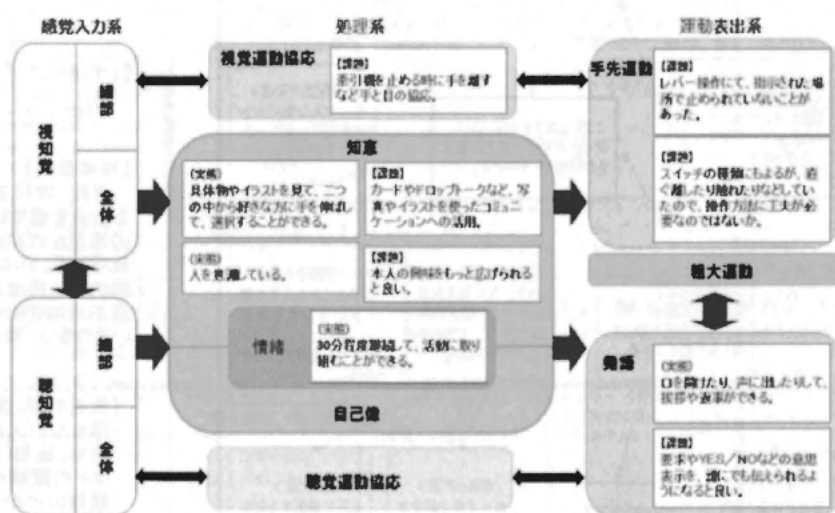 感覚入力系
処理系
運動表出系
視知覚
細部
全体
聴知覚
細部
全体
視覚運動協応
【課題】
牽引機を止める時に手を離す
など手と目の協応。
知恵
(実態)
具体物やイラストを見て、二つ
の中から好きな方に手を伸ばし
て、選択することができる。
【課題】
カードやドロップトークなど、写
真やイラストを使ったコミュニ
ケーションへの活用。
(実態)
人を意識している。
【課題】
本人の興味をもっと広げられる
と良い。
情緒
(実態)
30分程度継続して、活動に取り
組むことができる。
自己像
聴覚運動協応
手先運動
【課題】
レバー操作にて、指示された場
所で止められていないことが
あった。
【課題】
スイッチの種類にもよるが、直
ぐ離したり触れたりなどしてい
たので、操作方法に工夫が必
要なのではないか。
粗大運動
発語
(実態)
口を開けたり、声に出したりして、
挨拶や返事ができる。
【課題】
要求やYES／NOなどの意思
表示を、誰にでも伝えられる
ようになると良い。